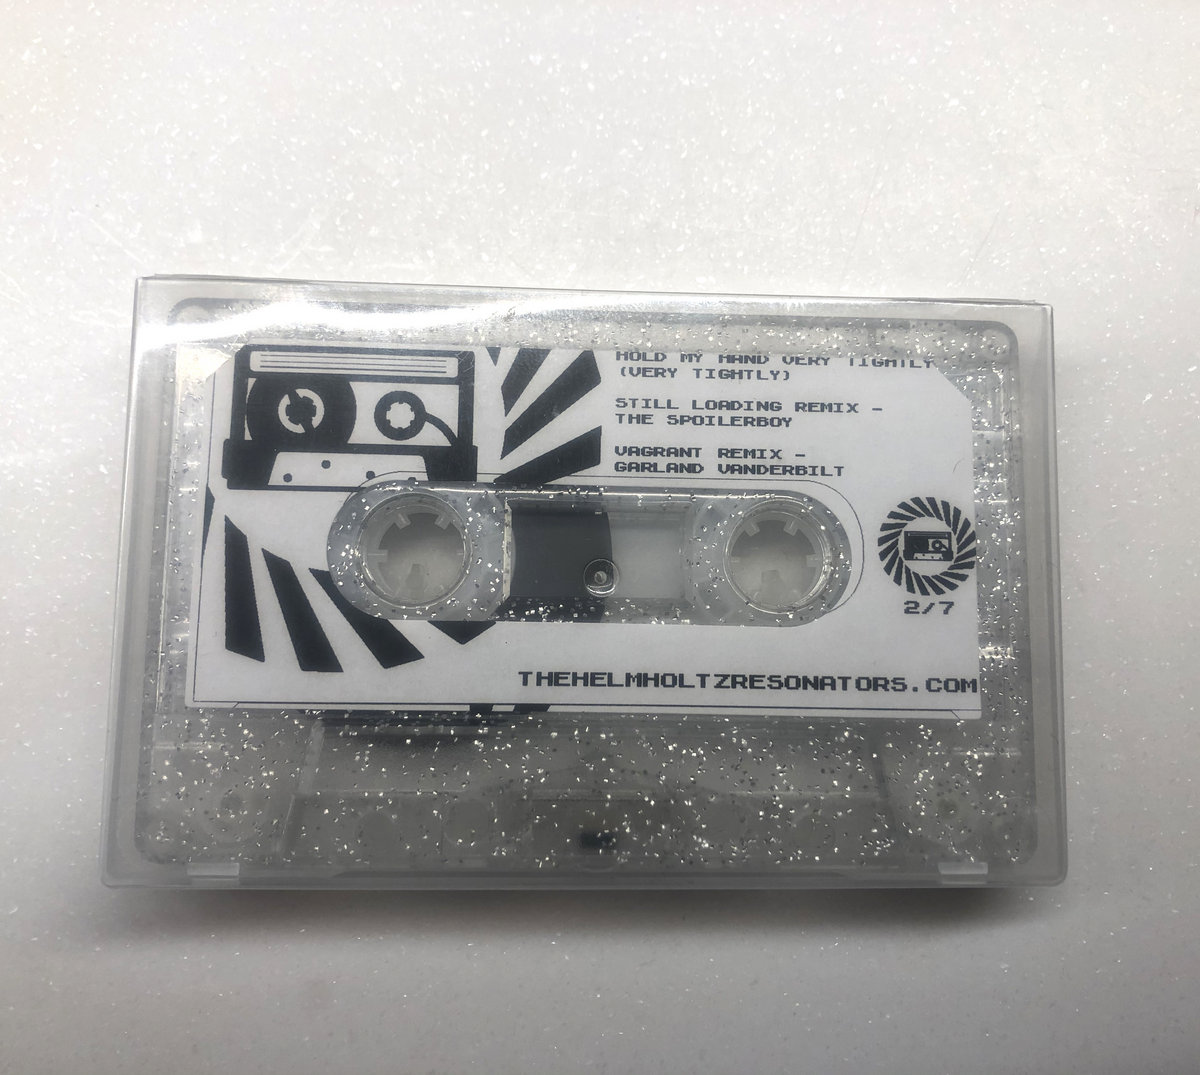 HOLD MY HAND VERY TIGHTLY
(VERY TIGHTLY)
STILL LOADING REMIX -
THE SPOILERBOY
VAGRANT REMIX -
GARLAND VANDERBILT
2/7
THEHELMHOLTZRESONATORS.COM